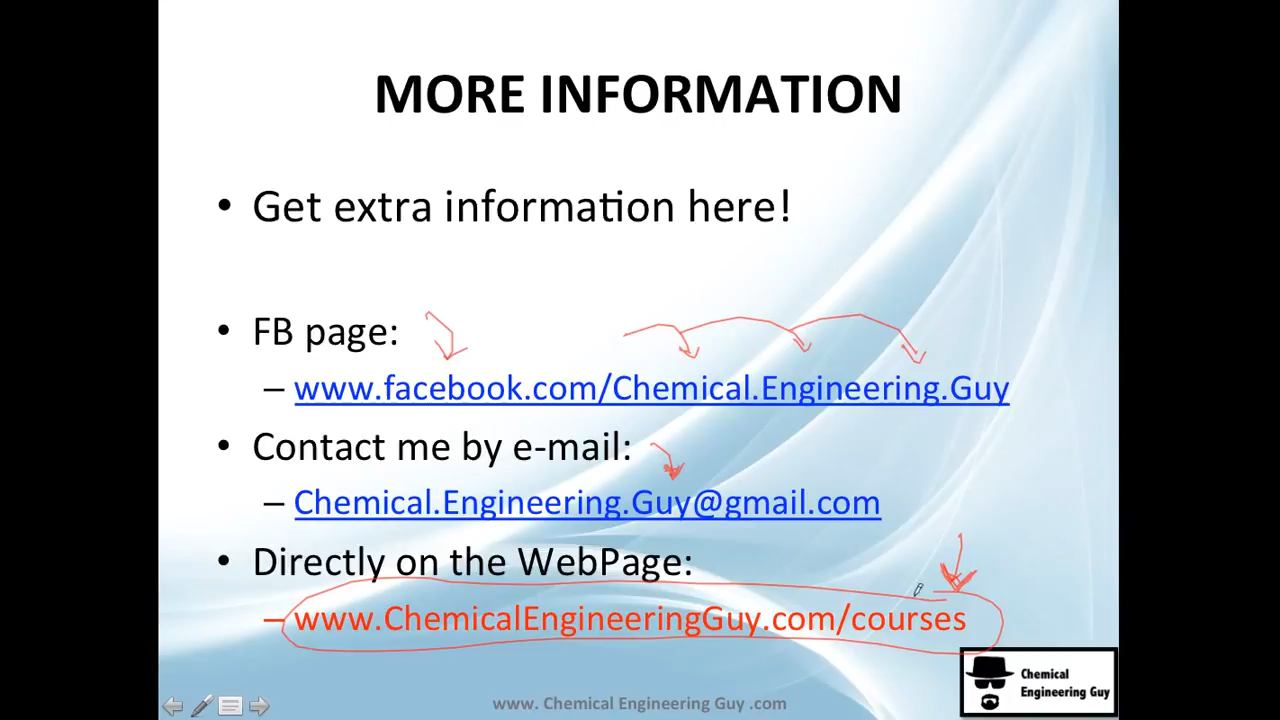 MORE INFORMATION
• Get extra information here!
• FB page:
– www.facebook.com/Chemical.Engineering.Guy
• Contact me by e-mail:
– Chemical.Engineering.Guy@gmail.com
• Directly on the WebPage:
– www.ChemicalEngineeringGuy.com/courses
Chemical
Engineering Guy
www. Chemical Engineering Guy .com